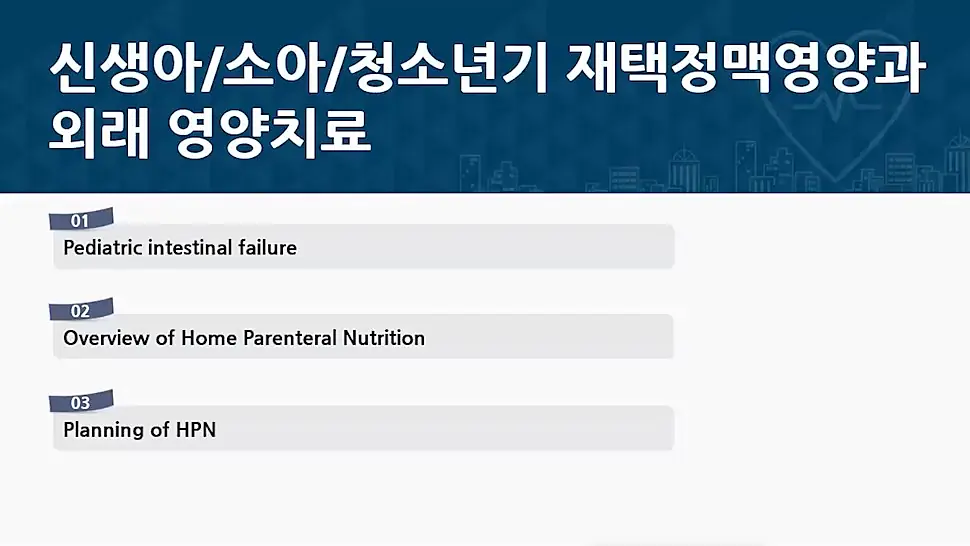 신생아/소아/청소년기 재택정맥영양과
외래 영양치료
01
Pediatric intestinal failure
02
Overview of Home Parenteral Nutrition
03
Planning of HPN